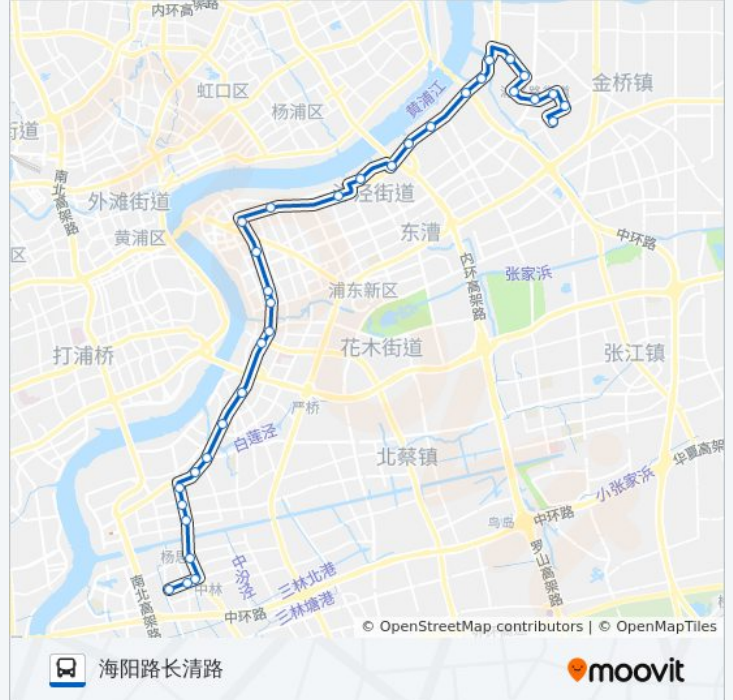 内环高架路
虹口区
杨浦区
金桥镇
黄浦江
街道
南北高架路
外滩街道
泾街道
黄浦区
东漕
中环路
区
内环高架路
张家浜
浦东新区
打浦桥
花木街道
张江镇
严桥
白莲泾
北蔡镇
华夏高架
小张家浜
鸟岛
中环路
罗山高架路
杨思
中汾泾
三林北港
中林
南北高架路
中环路
三林塘港
© OpenStreetMap contributors | © OpenMapTiles
海阳路长清路
moovit